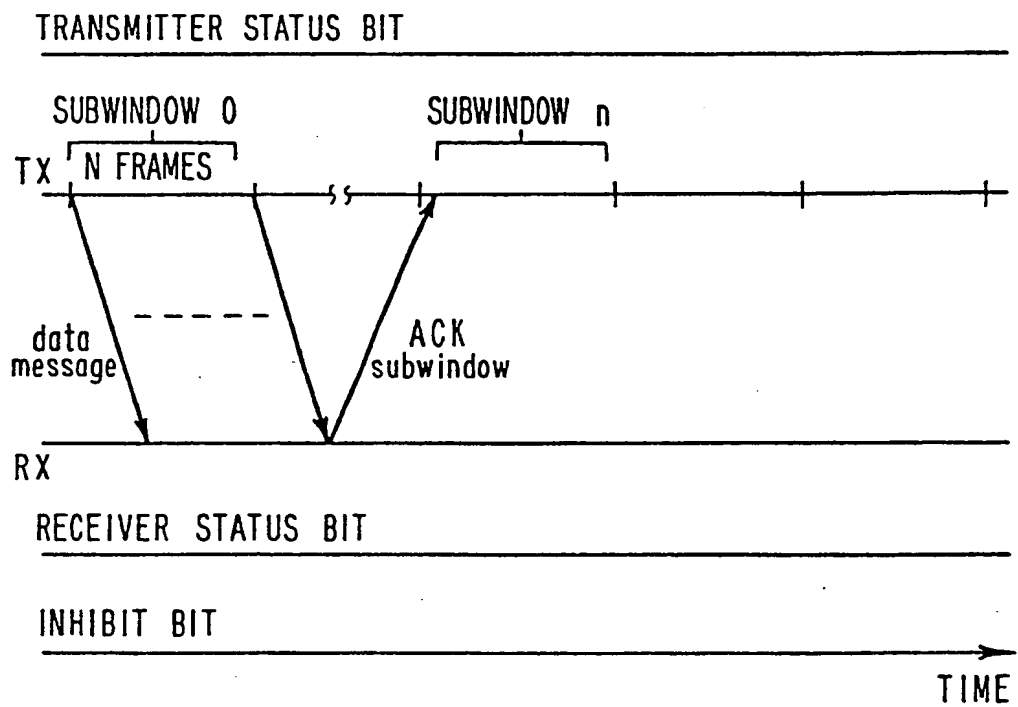 TRANSMITTER STATUS BIT
SUBWINDOW 0
SUBWINDOW n
TX
N FRAMES
data
message
ACK
subwindow
RX
RECEIVER STATUS BIT
INHIBIT BIT
TIME